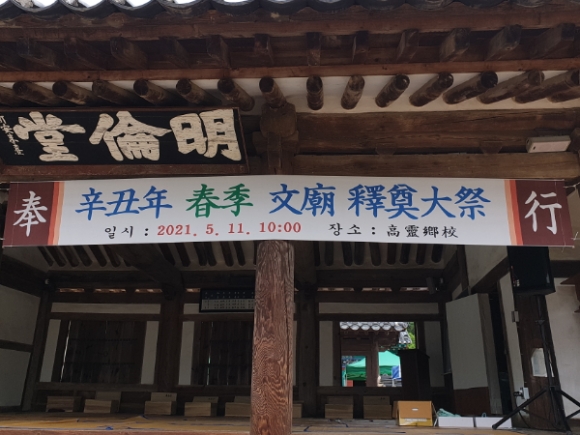 明倫堂
奉 辛丑年 春季 文廟 釋奠大祭 行
일시 : 2021. 5. 11. 10:00 장소 : 高靈鄕校